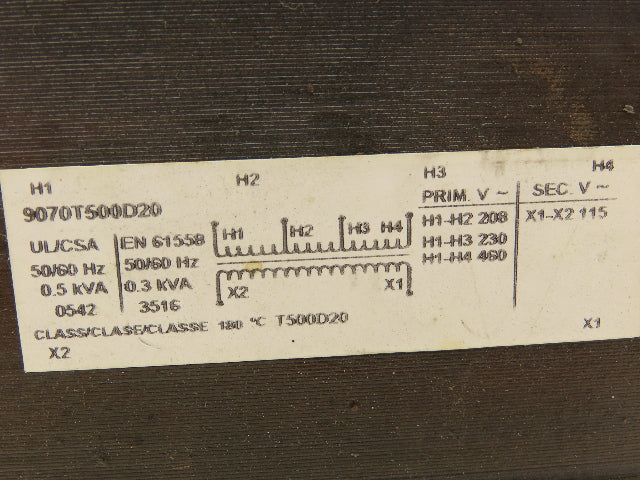 H1 H2 H3 H4
9070T500D20
UL/CSA EN 61558
50/60 Hz 50/60 Hz
0.5 KVA 0.3 KVA
0542 3516
H1 H2 H3 H4
X2 X1
PRIM. V ~ SEC. V ~
H1-H2 208 X1-X2 115
H1-H3 230
H1-H4 460
CLASS/CLASE/CLASSE 180 °C T500D20
X2 X1